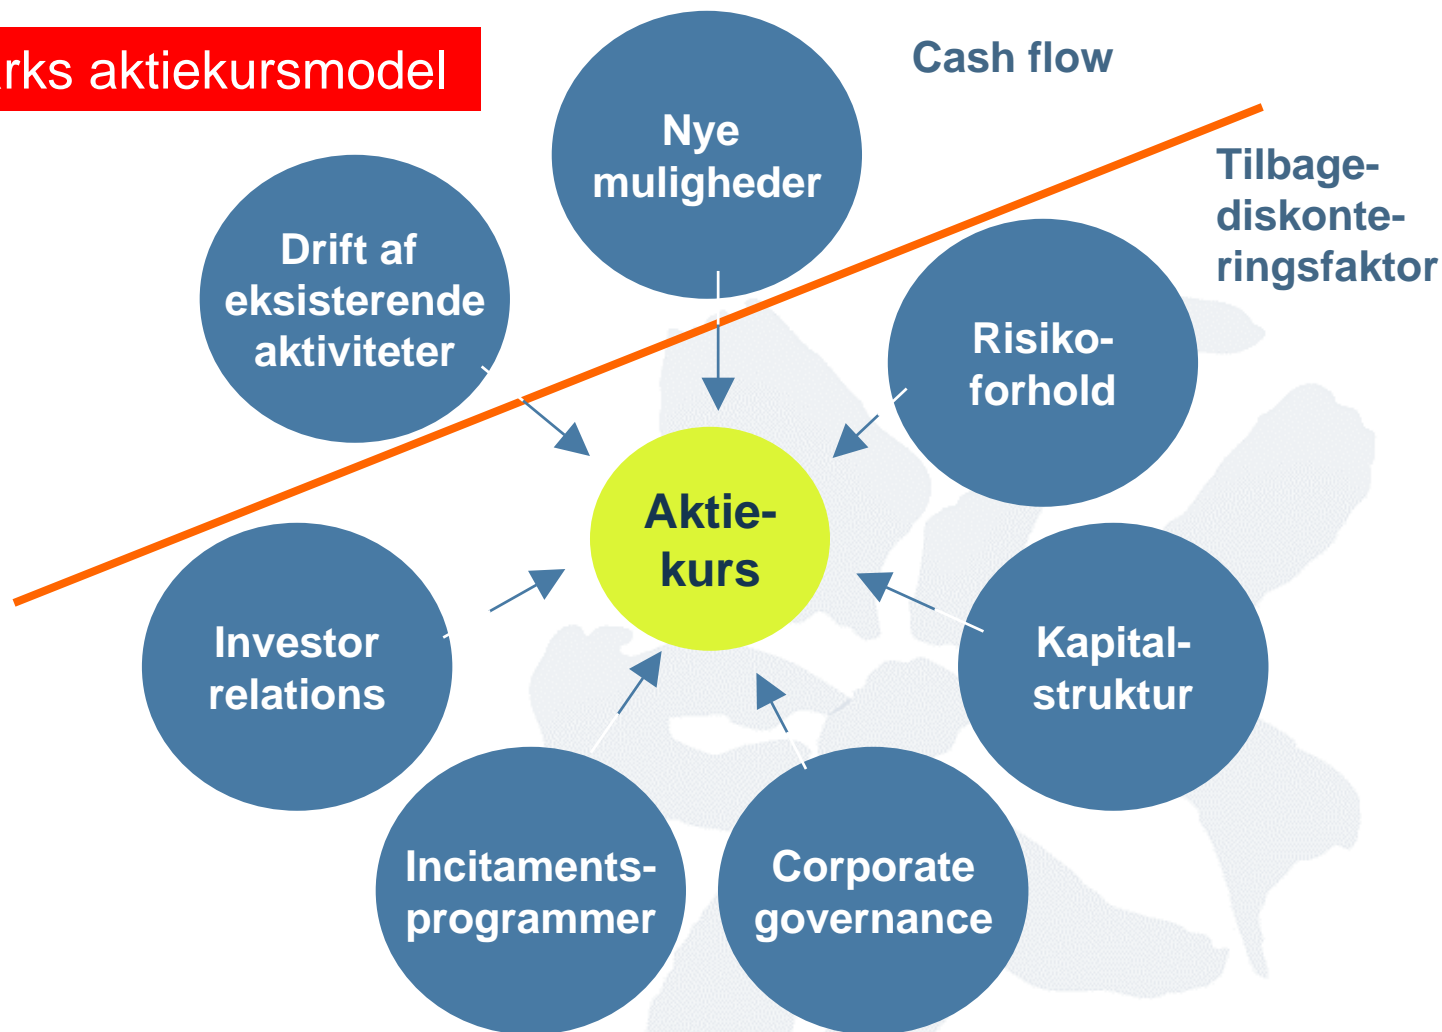 aktiekursmodel
Cash flow
Nye
muligheder
Tilbage-
diskonte-
ringsfaktor
Drift af
eksisterende
aktiviteter
Risiko-
forhold
Aktie-
kurs
Investor
relations
Kapital-
struktur
Incitaments-
programmer
Corporate
governance